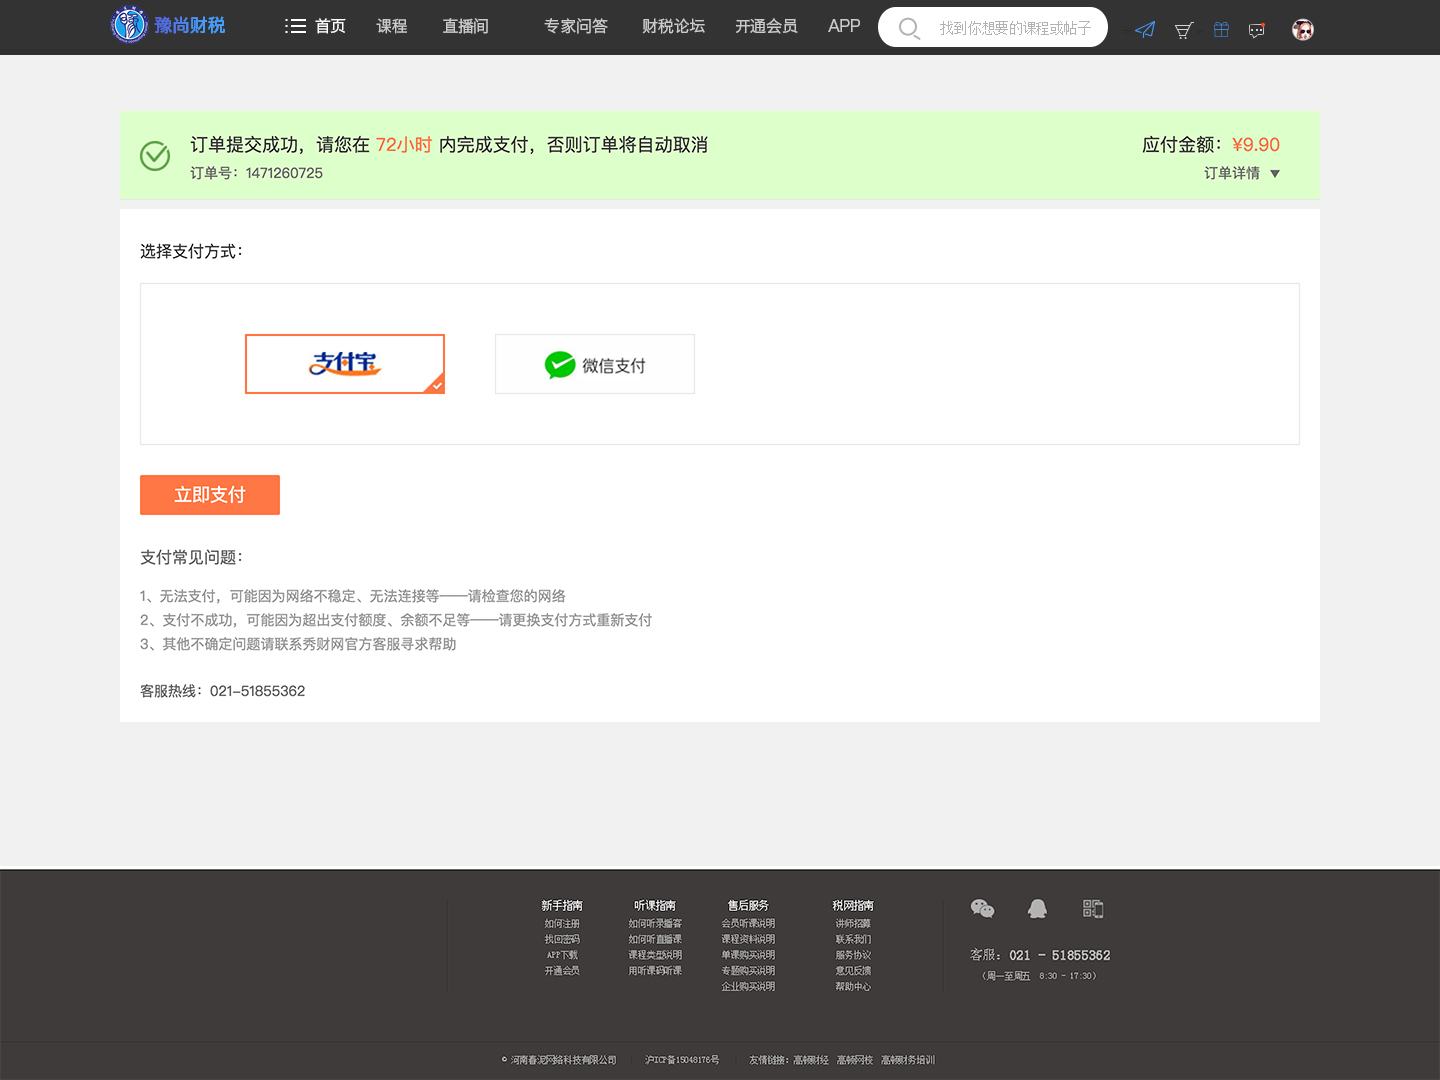 豫尚财税
首页 课程 直播间 专家问答 财税论坛 开通会员 APP
找到你想要的课程或帖子
订单提交成功，请您在 72小时 内完成支付，否则订单将自动取消
应付金额：¥9.90
订单号：1471260725
订单详情 ▼
选择支付方式：
支付宝
微信支付
立即支付
支付常见问题：
1、无法支付，可能因为网络不稳定、无法连接等——请检查您的网络
2、支付不成功，可能因为超出支付额度、余额不足等——请更换支付方式重新支付
3、其他不确定问题请联系秀财网官方客服寻求帮助
客服热线：021-51855362
新手指南 听课指南 售后服务 税网指南
如何注册 如何听录播客 会员听课说明 讲师招募
找回密码 如何听直播课 课程资料说明 联系我们
APP下载 课程类型说明 单课购买说明 服务协议
开通会员 用听课码听课 专题购买说明 意见反馈
企业购买说明 帮助中心
客服：021 - 51855362
（周一至周五 8:30 - 17:30）
© 河南春泥网络科技有限公司 沪ICP备15048176号 友情链接：高顿财经 高顿网校 高顿财务培训